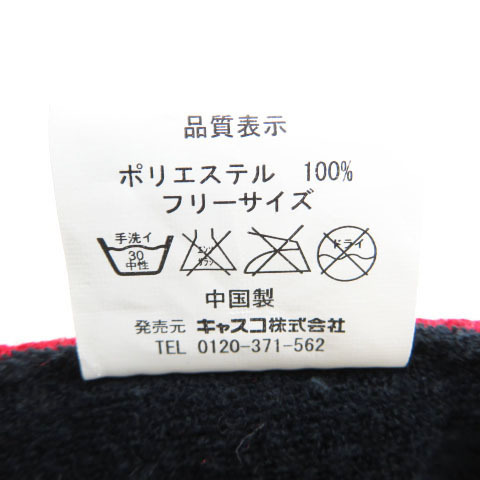 品質表示
ポリエステル 100%
フリーサイズ
手洗イ
30
中性
エンソ
サラシ
ドライ
中国製
発売元 キャスコ株式会社
TEL 0120-371-562